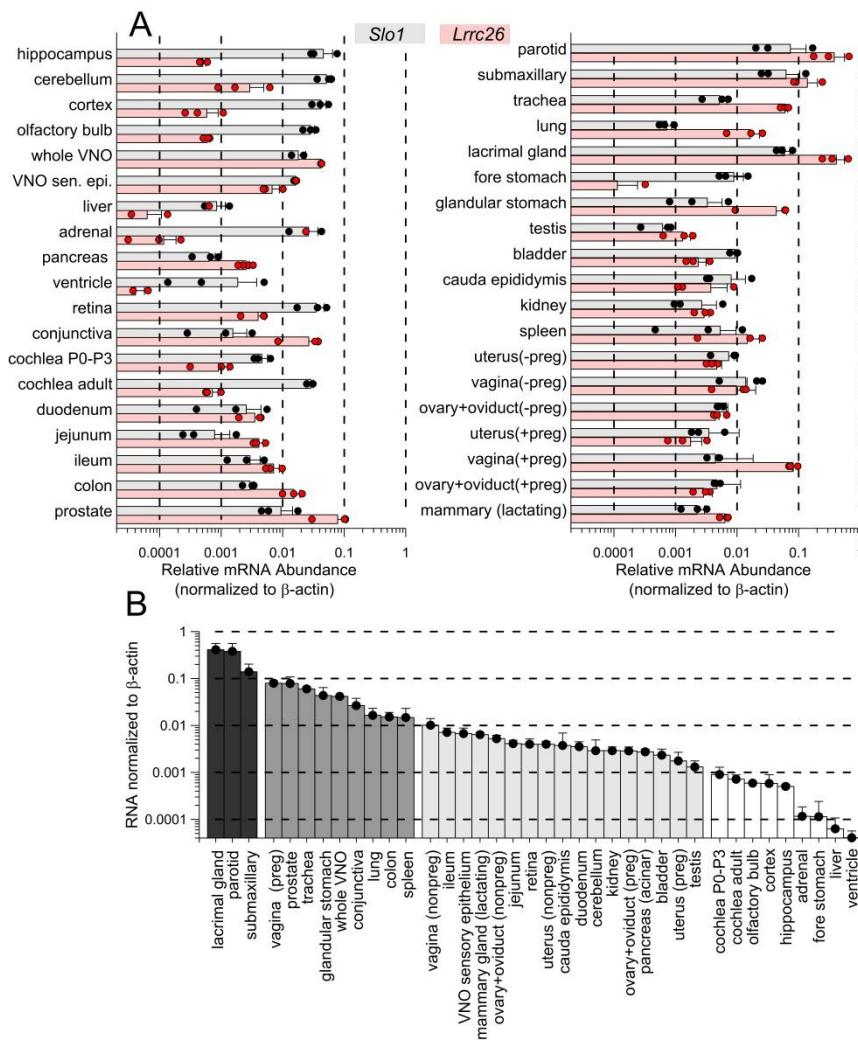 A
Slo1
Lrrc26
hippocampus
cerebellum
cortex
olfactory bulb
whole VNO
VNO sen. epi.
liver
adrenal
pancreas
ventricle
retina
conjunctiva
cochlea P0-P3
cochlea adult
duodenum
jejunum
ileum
colon
prostate
0.0001 0.001 0.01 0.1 1
Relative mRNA Abundance
(normalized to β-actin)
parotid
submaxillary
trachea
lung
lacrimal gland
fore stomach
glandular stomach
testis
bladder
cauda epididymis
kidney
spleen
uterus(-preg)
vagina(-preg)
ovary+oviduct(-preg)
uterus(+preg)
vagina(+preg)
ovary+oviduct(+preg)
mammary (lactating)
0.0001 0.001 0.01 0.1 1
Relative mRNA Abundance
(normalized to β-actin)
B
RNA normalized to β-actin
1
0.1
0.01
0.001
0.0001
lacrimal gland
parotid
submaxillary
vagina (preg)
prostate
trachea
glandular stomach
whole VNO
conjunctiva
lung
colon
spleen
vagina (nonpreg)
ileum
VNO sensory epithelium
mammary gland (lactating)
ovary+oviduct (nonpreg)
jejunum
retina
uterus (nonpreg)
cauda epididymis
duodenum
cerebellum
kidney
ovary+oviduct (preg)
pancreas (acinar)
bladder
uterus (preg)
testis
cochlea P0-P3
cochlea adult
olfactory bulb
cortex
hippocampus
adrenal
fore stomach
liver
ventricle